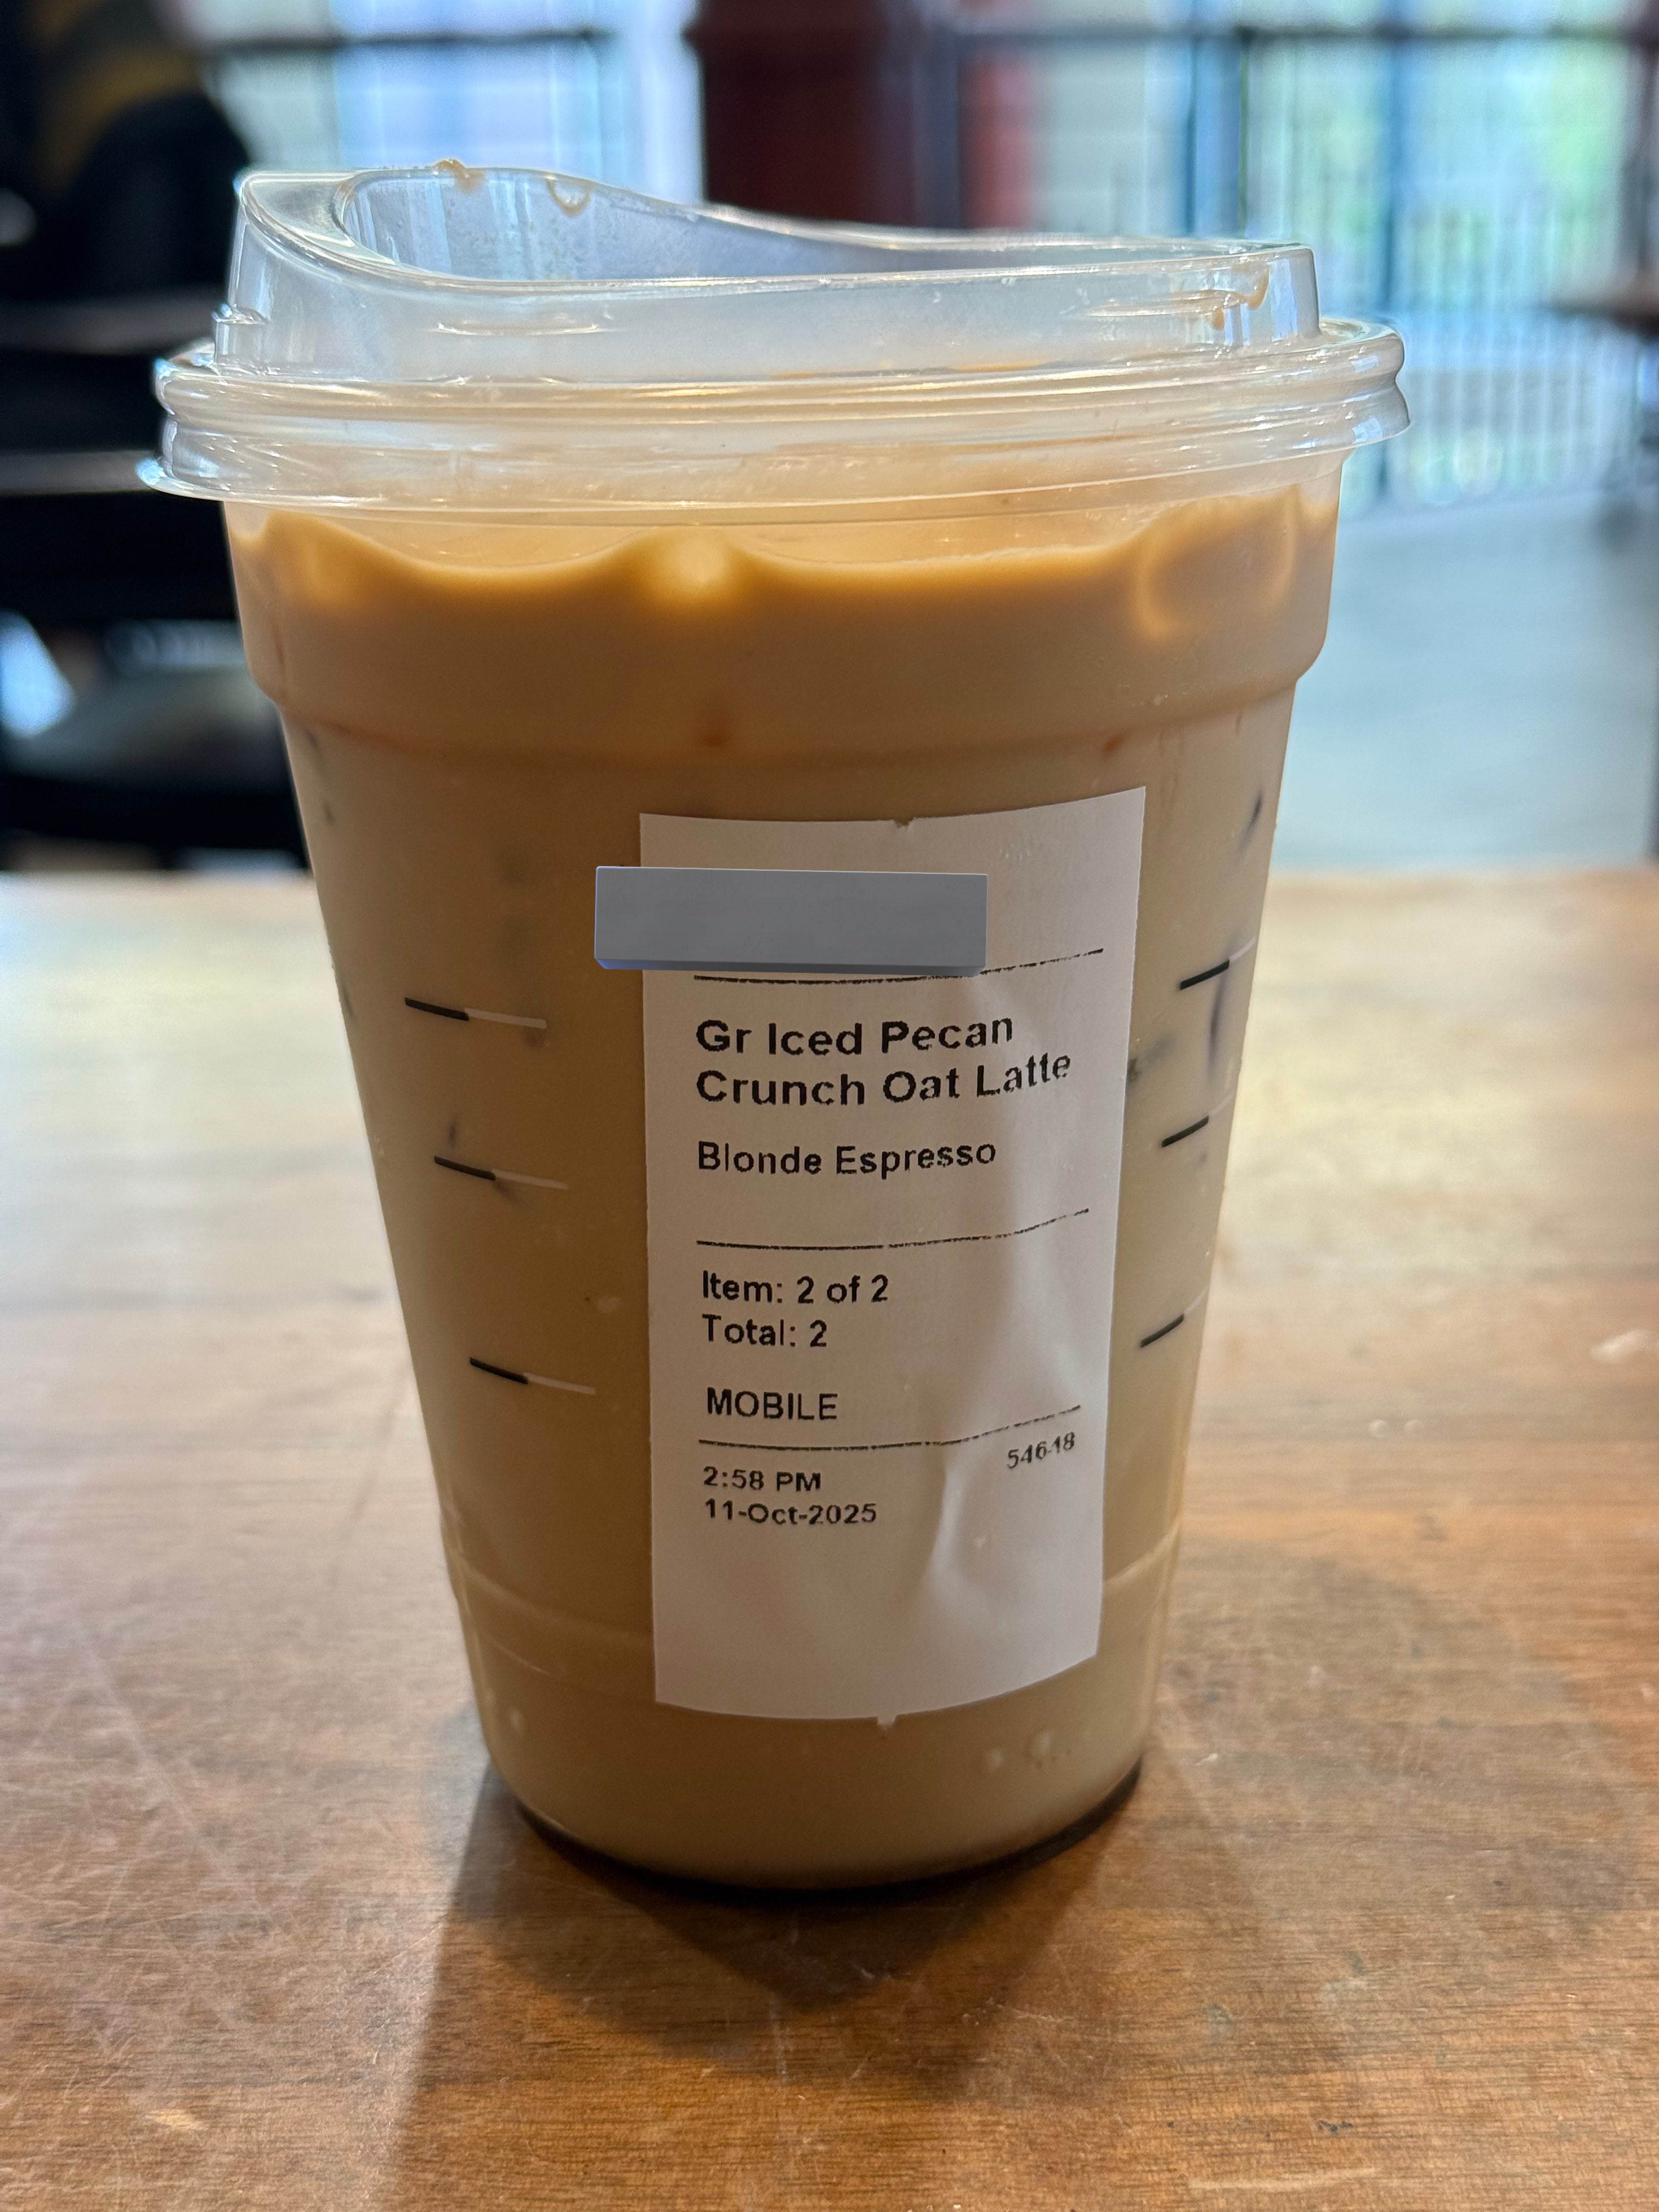 Gr Iced Pecan
Crunch Oat Latte
Blonde Espresso
Item: 2 of 2
Total: 2
MOBILE
54648
2:58 PM
11-Oct-2025